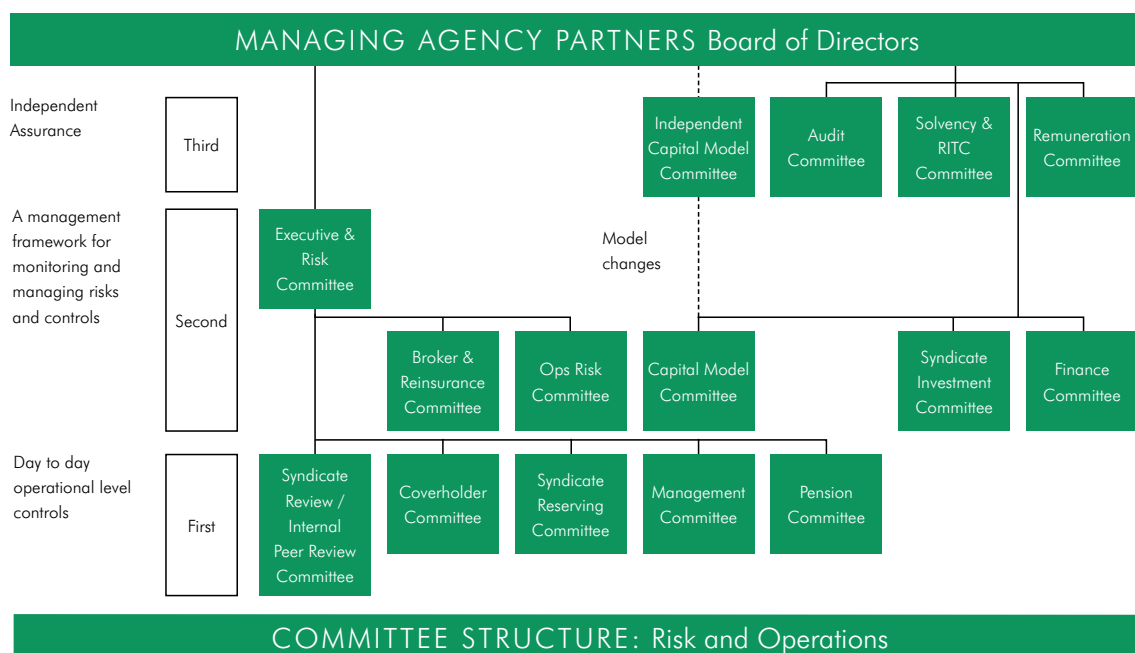 MANAGING AGENCY PARTNERS Board of Directors
Independent
Assurance
Third
Independent
Capital Model
Committee
Audit
Committee
Solvency &
RITC
Committee
Remuneration
Committee
A management
framework for
monitoring and
managing risks
and controls
Second
Executive &
Risk
Committee
Model
changes
Broker &
Reinsurance
Committee
Ops Risk
Committee
Capital Model
Committee
Syndicate
Investment
Committee
Finance
Committee
Day to day
operational level
controls
First
Syndicate
Review /
Internal
Peer Review
Committee
Coverholder
Committee
Syndicate
Reserving
Committee
Management
Committee
Pension
Committee
COMMITTEE STRUCTURE: Risk and Operations